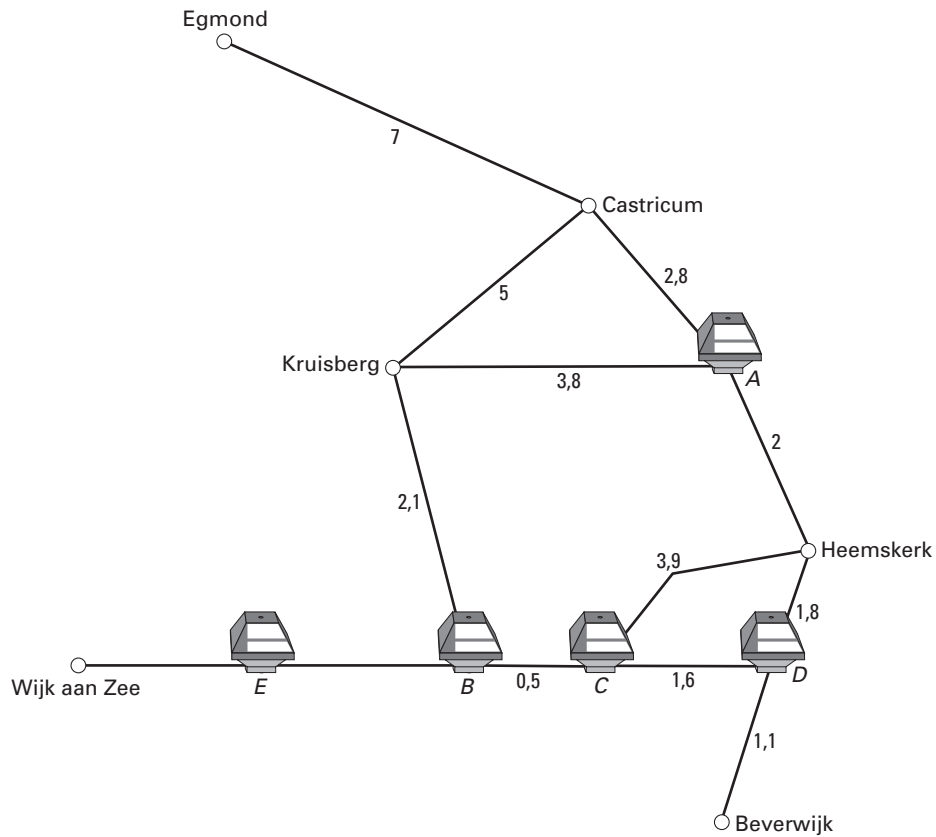 Egmond
7
Castricum
2,8
5
Kruisberg
3,8
A
2
2,1
Heemskerk
3,9
1,8
Wijk aan Zee
E
B
0,5
C
1,6
D
1,1
Beverwijk